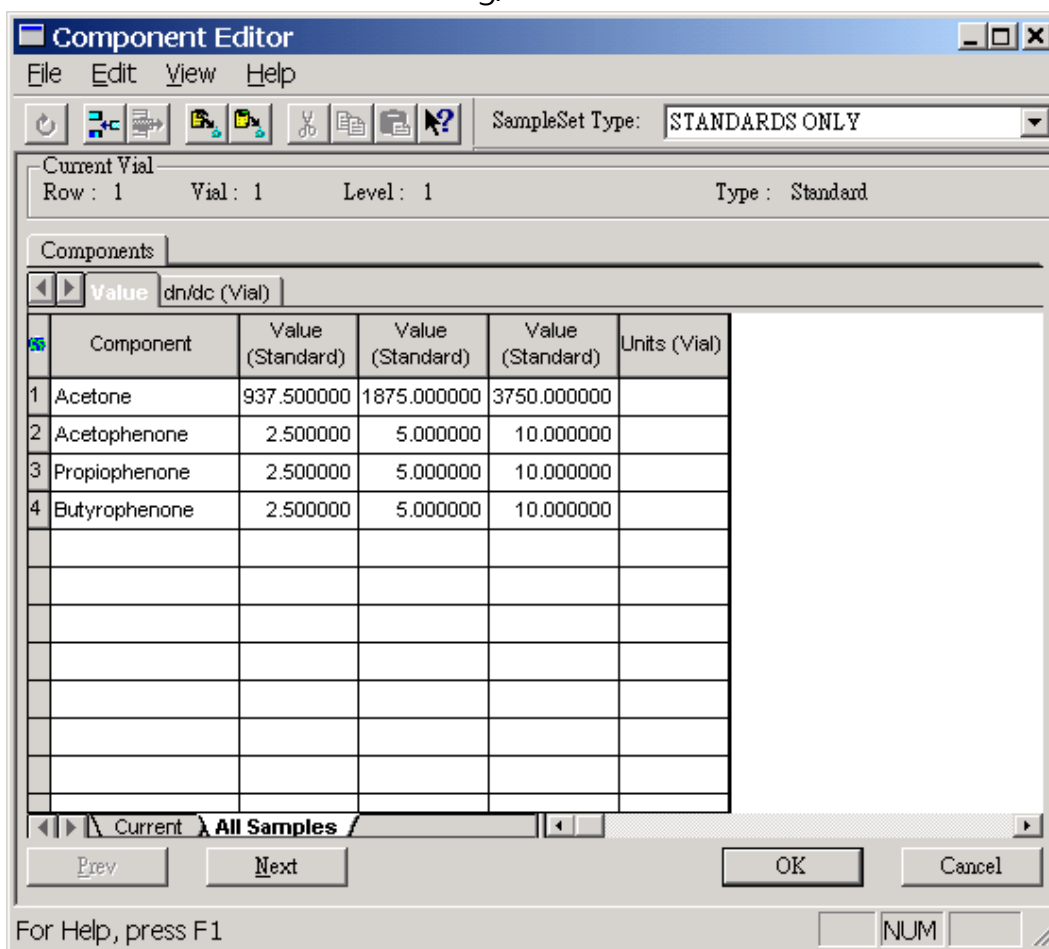 Component Editor
File Edit View Help
SampleSet Type: STANDARDS ONLY
Current Vial
Row : 1 Vial : 1 Level : 1 Type : Standard
Components
Value dn/dc (Vial)
Component Value (Standard) Value (Standard) Value (Standard) Units (Vial)
1 Acetone 937.500000 1875.000000 3750.000000
2 Acetophenone 2.500000 5.000000 10.000000
3 Propiophenone 2.500000 5.000000 10.000000
4 Butyrophenone 2.500000 5.000000 10.000000
Current All Samples
Prev Next OK Cancel
For Help, press F1 NUM